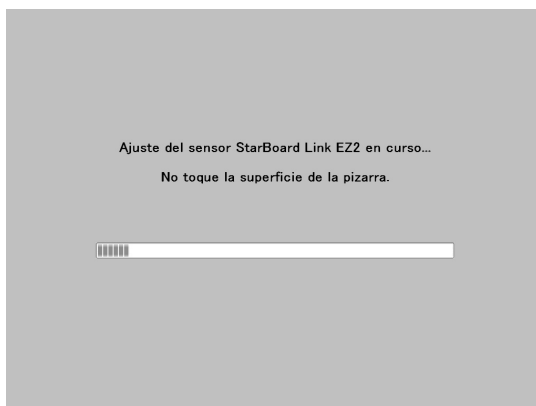 Ajuste del sensor StarBoard Link EZ2 en curso...
No toque la superficie de la pizarra.